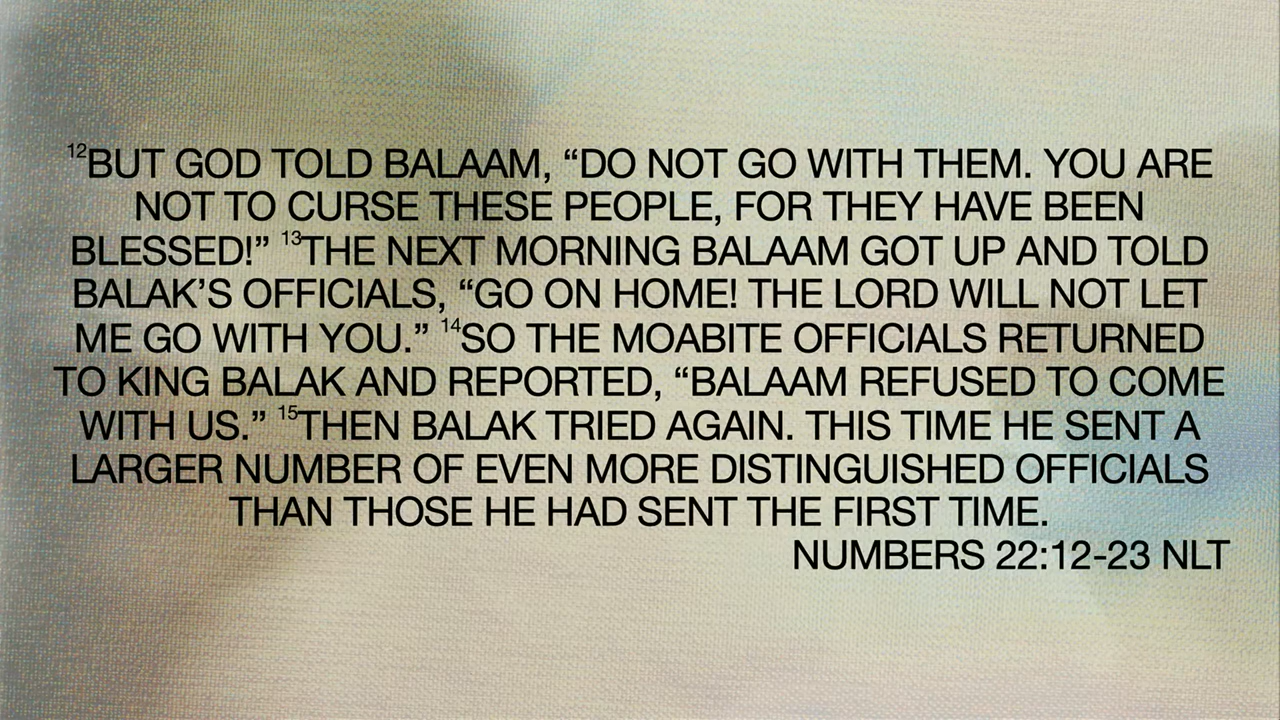 12BUT GOD TOLD BALAAM, “DO NOT GO WITH THEM. YOU ARE
NOT TO CURSE THESE PEOPLE, FOR THEY HAVE BEEN
BLESSED!” 13THE NEXT MORNING BALAAM GOT UP AND TOLD
BALAK’S OFFICIALS, “GO ON HOME! THE LORD WILL NOT LET
ME GO WITH YOU.” 14SO THE MOABITE OFFICIALS RETURNED
TO KING BALAK AND REPORTED, “BALAAM REFUSED TO COME
WITH US.” 15THEN BALAK TRIED AGAIN. THIS TIME HE SENT A
LARGER NUMBER OF EVEN MORE DISTINGUISHED OFFICIALS
THAN THOSE HE HAD SENT THE FIRST TIME.
NUMBERS 22:12-23 NLT